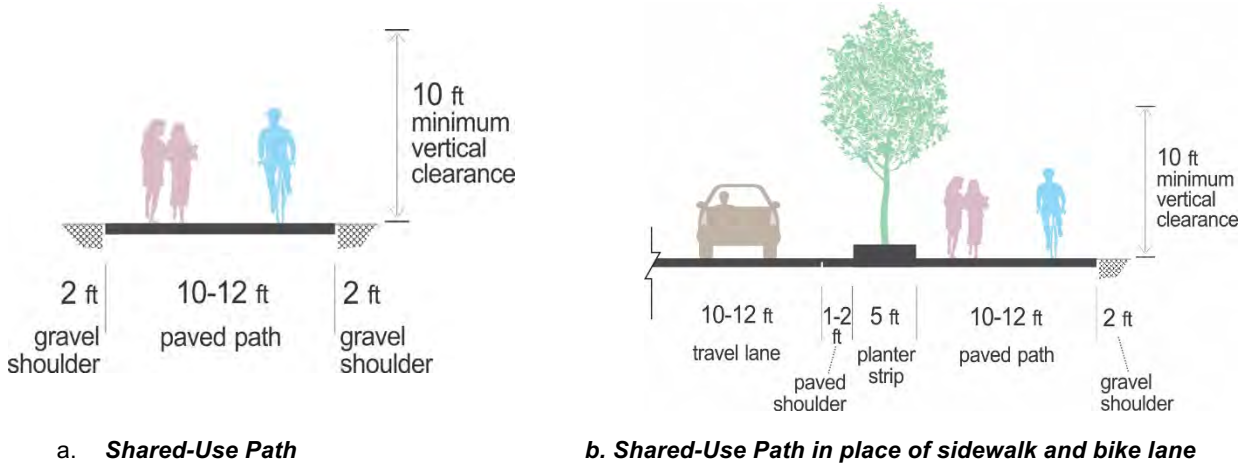 10 ft
minimum
vertical
clearance
2 ft
gravel
shoulder
10-12 ft
paved path
2 ft
gravel
shoulder
a. Shared-Use Path
10 ft
minimum
vertical
clearance
10-12 ft
travel lane
1-2
ft
paved
shoulder
5 ft
planter
strip
10-12 ft
paved path
2 ft
gravel
shoulder
b. Shared-Use Path in place of sidewalk and bike lane